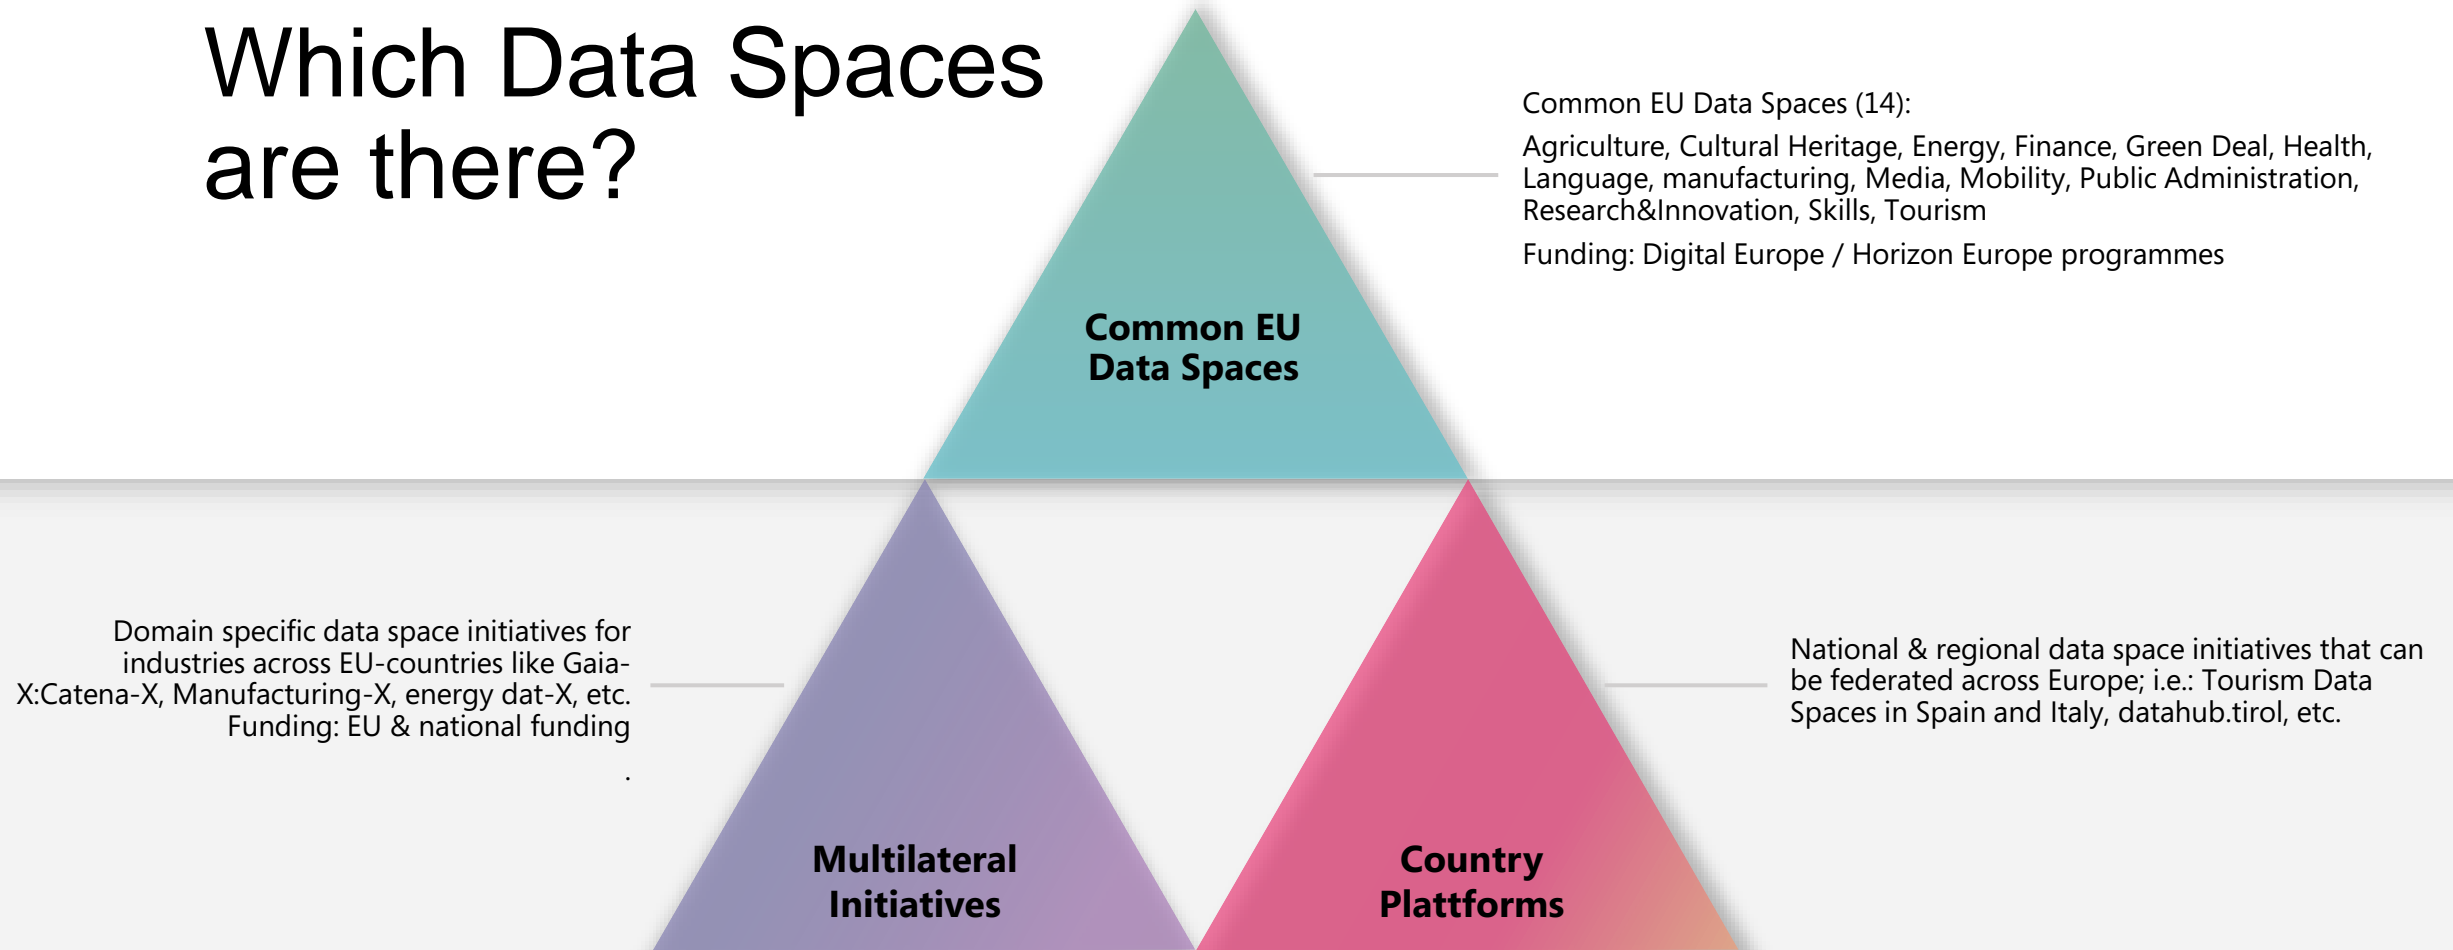 Which Data Spaces
are there?
Common EU Data Spaces (14):
Agriculture, Cultural Heritage, Energy, Finance, Green Deal, Health,
Language, manufacturing, Media, Mobility, Public Administration,
Research&Innovation, Skills, Tourism
Funding: Digital Europe / Horizon Europe programmes
Common EU
Data Spaces
Domain specific data space initiatives for
industries across EU-countries like Gaia-
X:Catena-X, Manufacturing-X, energy dat-X, etc.
Funding: EU & national funding
.
Multilateral
Initiatives
National & regional data space initiatives that can
be federated across Europe; i.e.: Tourism Data
Spaces in Spain and Italy, datahub.tirol, etc.
Country
Plattforms